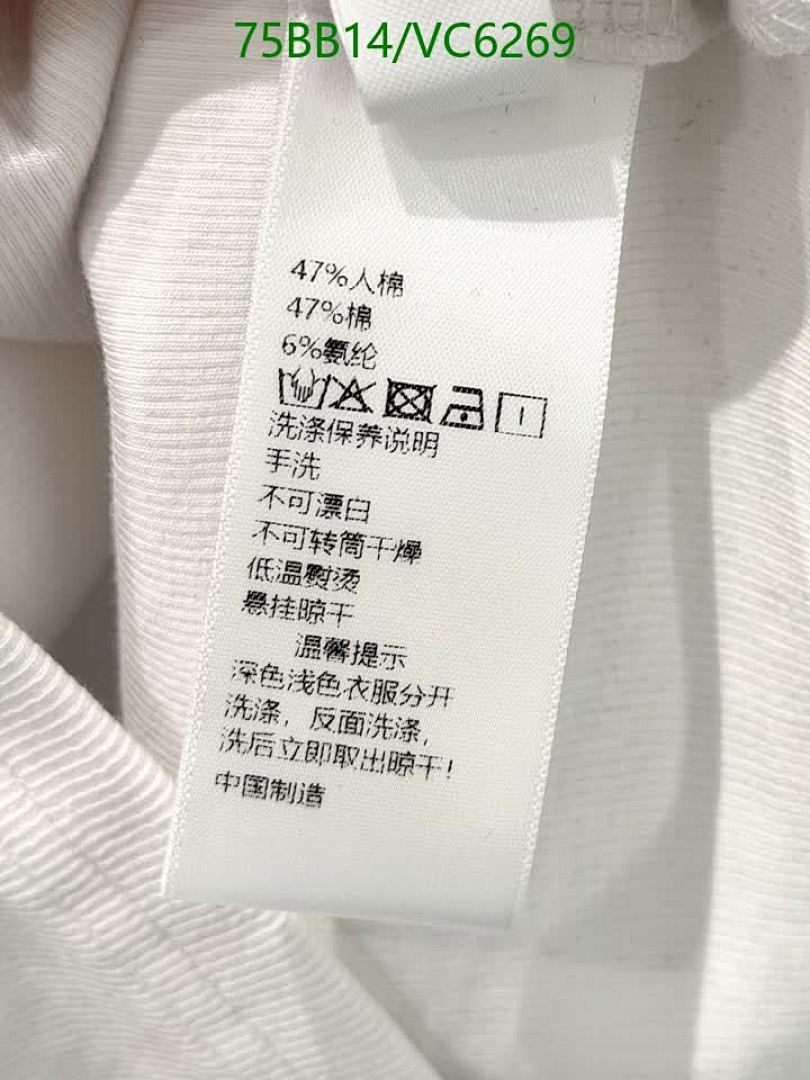 75BB14/VC6269
47%人棉
47%棉
6%氨纶
洗涤保养说明
手洗
不可漂白
不可转筒干燥
低温熨烫
悬挂晾干
温馨提示
深色浅色衣服分开
洗涤，反面洗涤，
洗后立即取出晾干！
中国制造